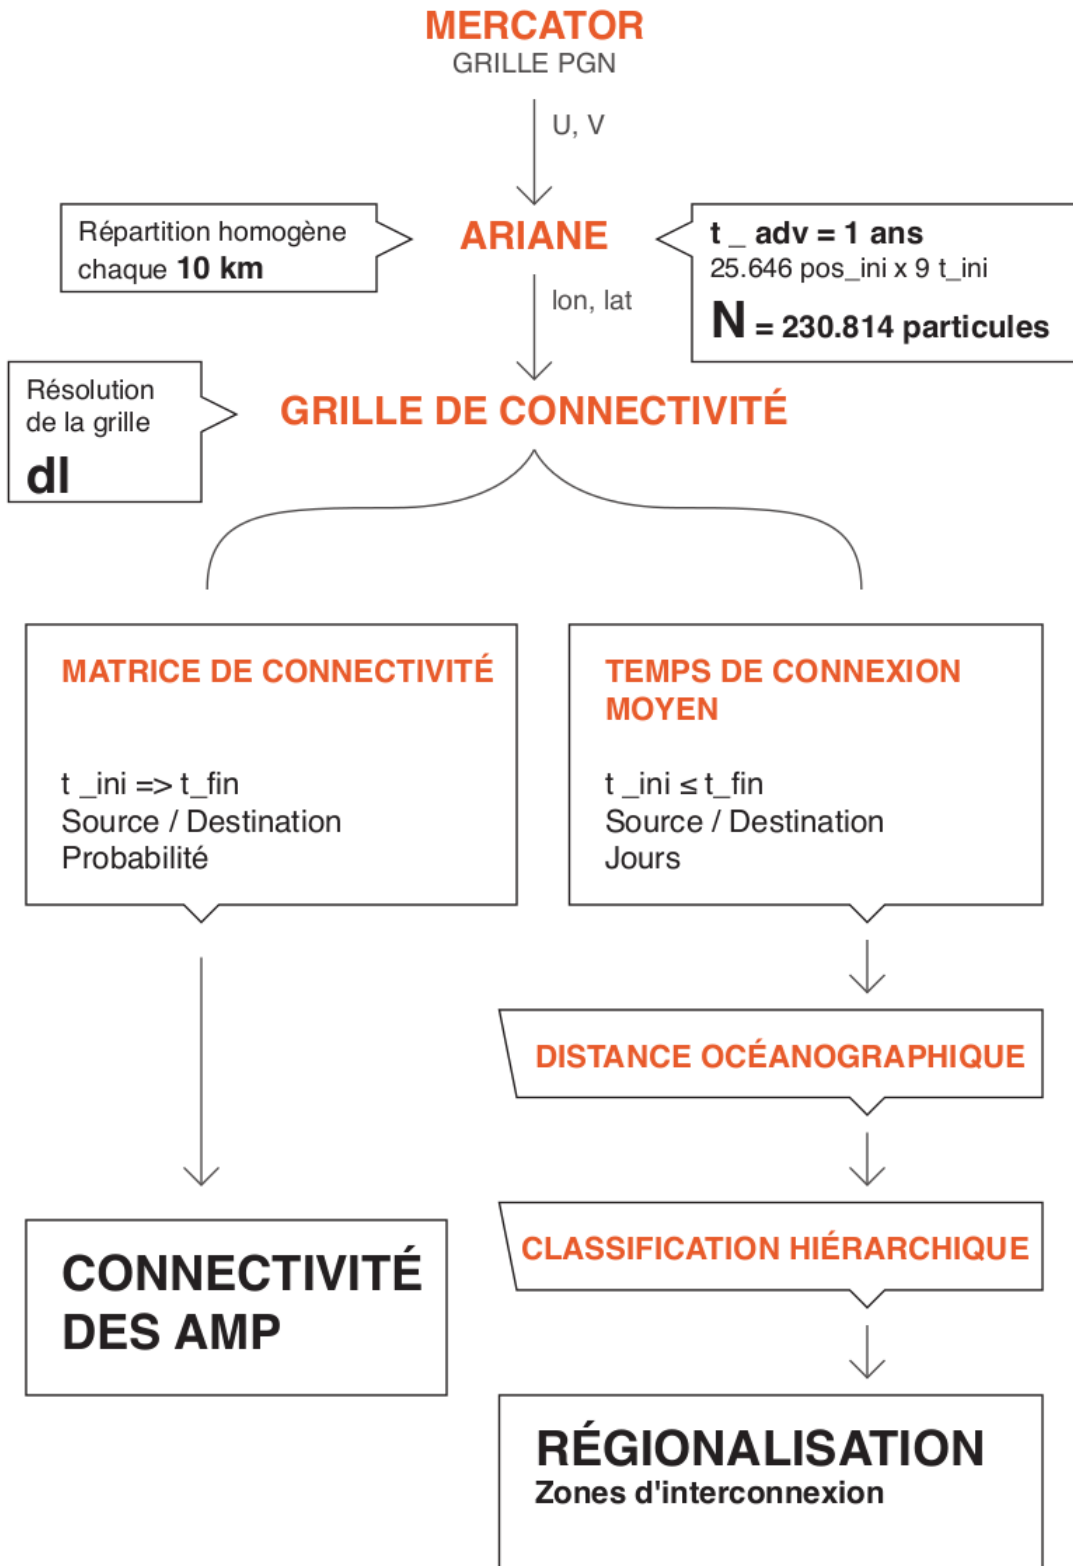 MERCATOR
GRILLE PGN
U, V
Répartition homogène
chaque 10 km
ARIANE
t _ adv = 1 ans
25.646 pos_ini x 9 t_ini
N = 230.814 particules
lon, lat
Résolution
de la grille
dl
GRILLE DE CONNECTIVITÉ
MATRICE DE CONNECTIVITÉ
t _ini => t_fin
Source / Destination
Probabilité
TEMPS DE CONNEXION
MOYEN
t _ini ≤ t_fin
Source / Destination
Jours
DISTANCE OCÉANOGRAPHIQUE
CLASSIFICATION HIÉRARCHIQUE
CONNECTIVITÉ
DES AMP
RÉGIONALISATION
Zones d'interconnexion